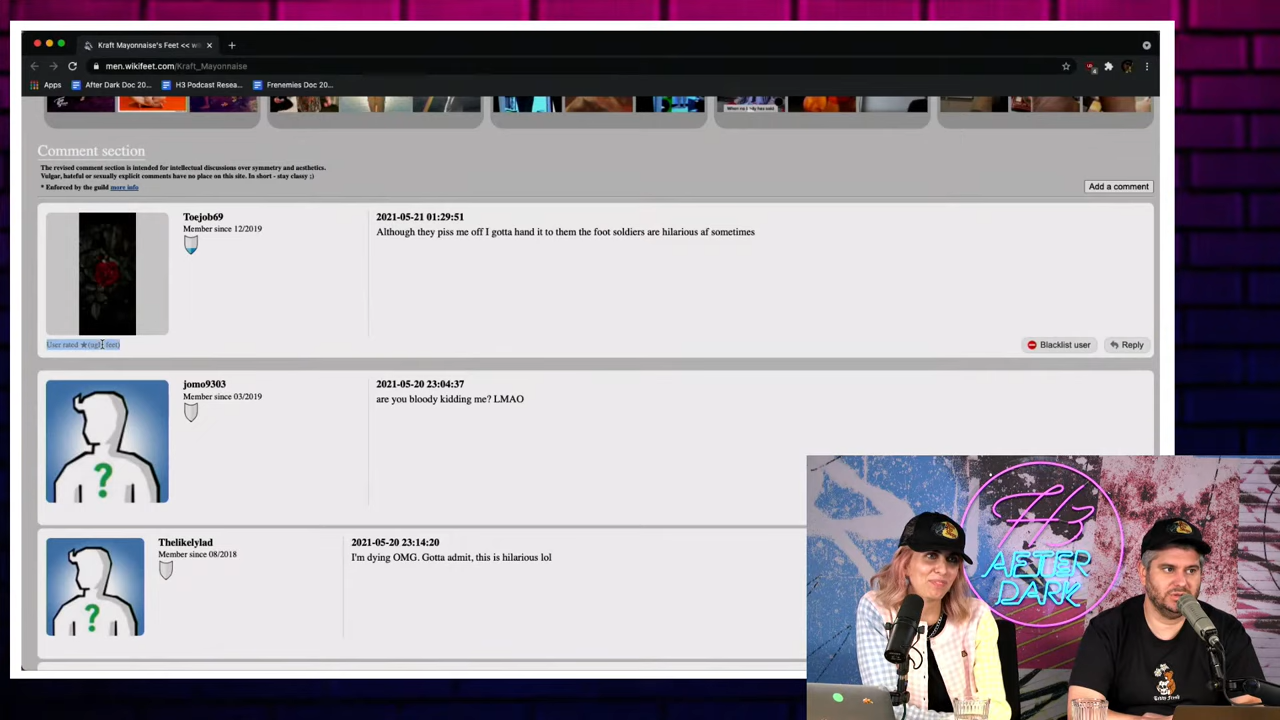 Kraft Mayonnaise's Feet << wi
men.wikifeet.com/Kraft_Mayonnaise
Apps
After Dark Doc 20...
H3 Podcast Resea...
Frenemies Doc 20...
Comment section
The revised comment section is intended for intellectual discussions over symmetry and aesthetics.
Vulgar, hateful or sexually explicit comments have no place on this site. In short - stay classy ;)
* Enforced by the guild more info
Add a comment
Toejob69
Member since 12/2019
2021-05-21 01:29:51
Although they piss me off I gotta hand it to them the foot soldiers are hilarious af sometimes
User rated ★(ugly feet)
Blacklist user
Reply
jomo9303
Member since 03/2019
2021-05-20 23:04:37
are you bloody kidding me? LMAO
?
Thelikelylad
Member since 08/2018
2021-05-20 23:14:20
I'm dying OMG. Gotta admit, this is hilarious lol
?
H3
AFTER
DARK